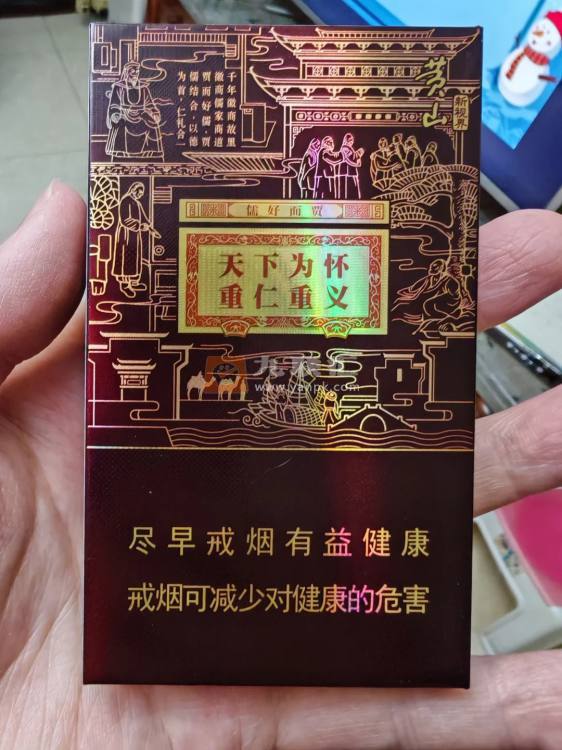 黄山
新视界
千年徽商故里
徽商儒家商道
贾而好儒，贾
儒结合，以德
为首，仁合一
贾而好儒
天下为怀
重仁重义
www.yanpk.com
尽早戒烟有益健康
戒烟可减少对健康的危害